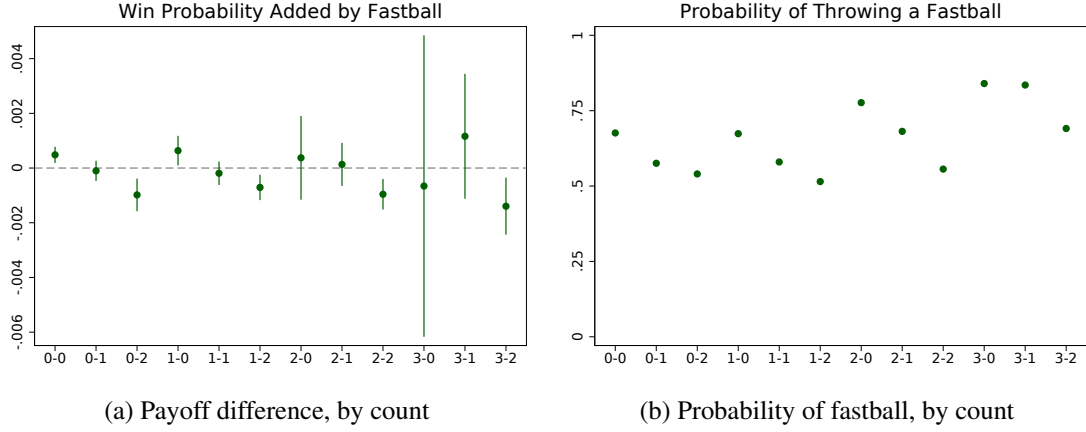 Win Probability Added by Fastball
.004
.002
0
-.002
-.004
-.006
0-0 0-1 0-2 1-0 1-1 1-2 2-0 2-1 2-2 3-0 3-1 3-2
(a) Payoff difference, by count
Probability of Throwing a Fastball
1
.75
.5
.25
0
0-0 0-1 0-2 1-0 1-1 1-2 2-0 2-1 2-2 3-0 3-1 3-2
(b) Probability of fastball, by count